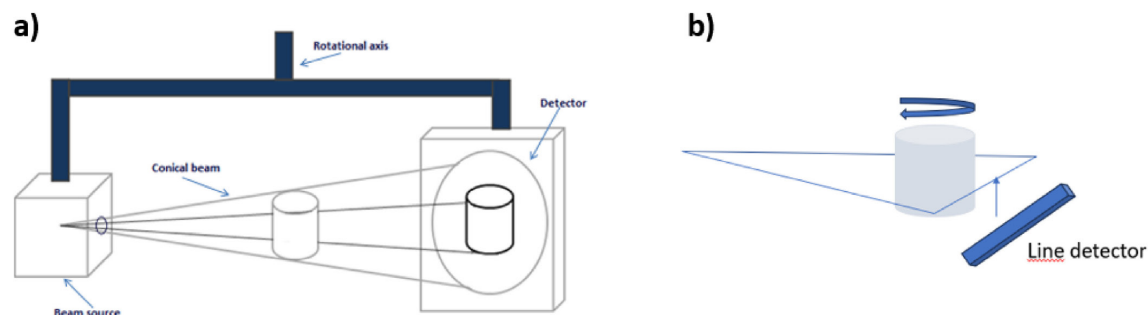 a)
Rotational axis
Detector
Conical beam
Beam source
b)
Line detector